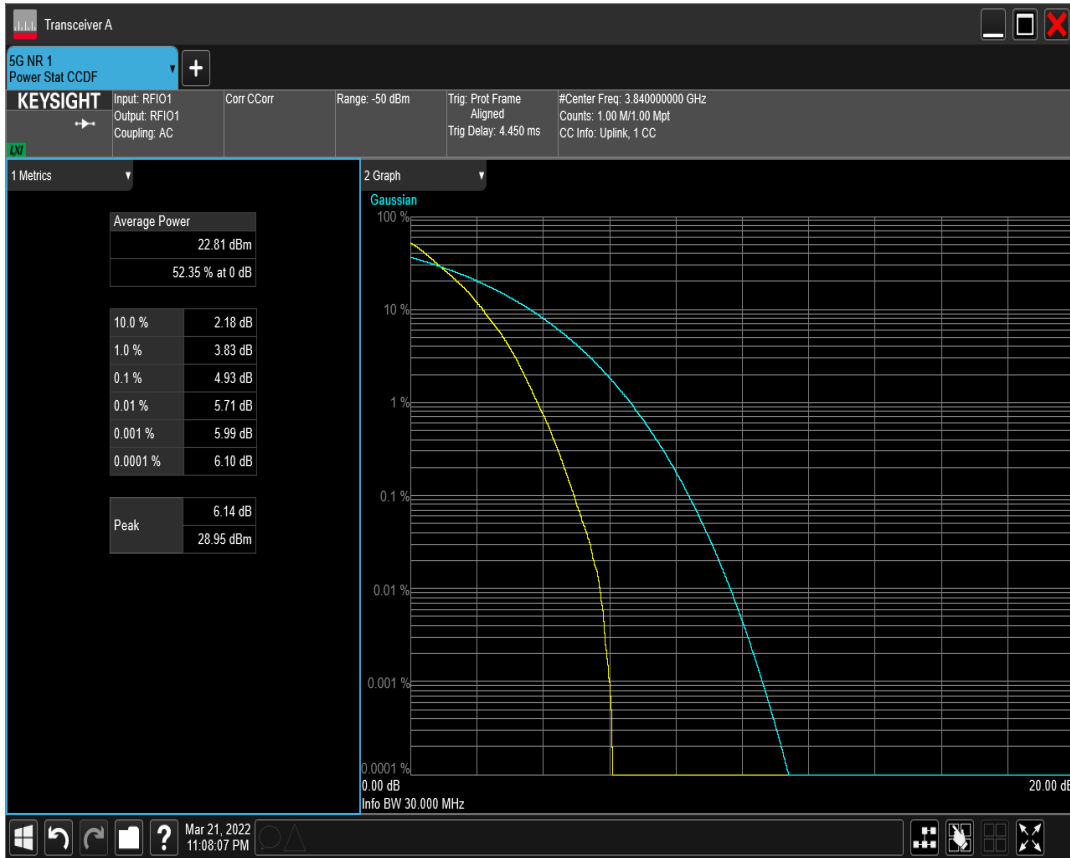 Transceiver A
5G NR 1
Power Stat CCDF
KEYSIGHT
LXI
Input: RFIO1
Output: RFIO1
Coupling: AC
Corr CCorr
Range: -50 dBm
Trig: Prot Frame
Aligned
Trig Delay: 4.450 ms
#Center Freq: 3.840000000 GHz
Counts: 1.00 M/1.00 Mpt
CC Info: Uplink, 1 CC
1 Metrics
Average Power
22.81 dBm
52.35 % at 0 dB
10.0 % 2.18 dB
1.0 % 3.83 dB
0.1 % 4.93 dB
0.01 % 5.71 dB
0.001 % 5.99 dB
0.0001 % 6.10 dB
Peak
6.14 dB
28.95 dBm
2 Graph
Gaussian
100 %
10 %
1 %
0.1 %
0.01 %
0.001 %
0.0001 %
0.00 dB 20.00 dB
Info BW 30.000 MHz
Mar 21, 2022
11:08:07 PM